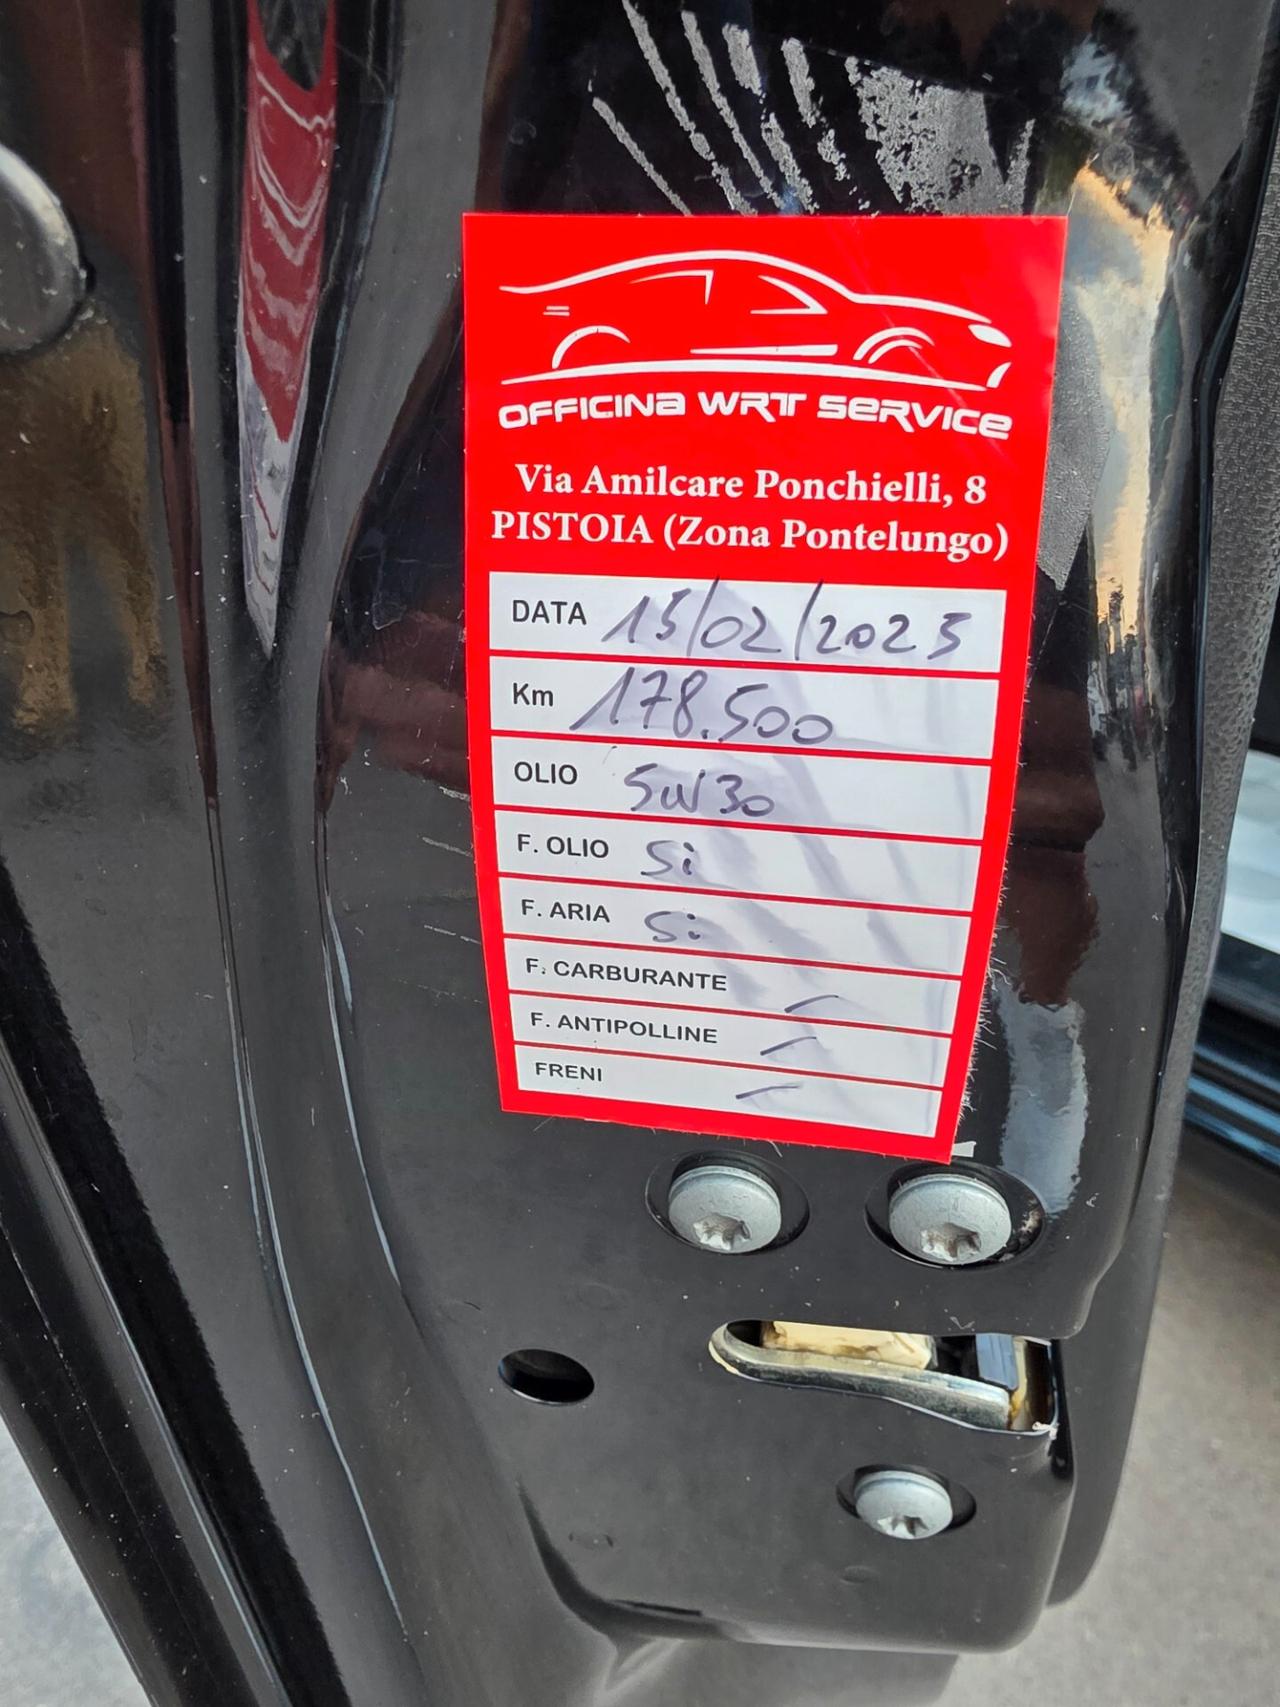 OFFICINA WRT SERVICE
Via Amilcare Ponchielli, 8
PISTOIA (Zona Pontelungo)
DATA 15/02/2025
Km 178.500
OLIO 5W30
F. OLIO Si
F. ARIA Si
F. CARBURANTE –
F. ANTIPOLLINE –
FRENI –